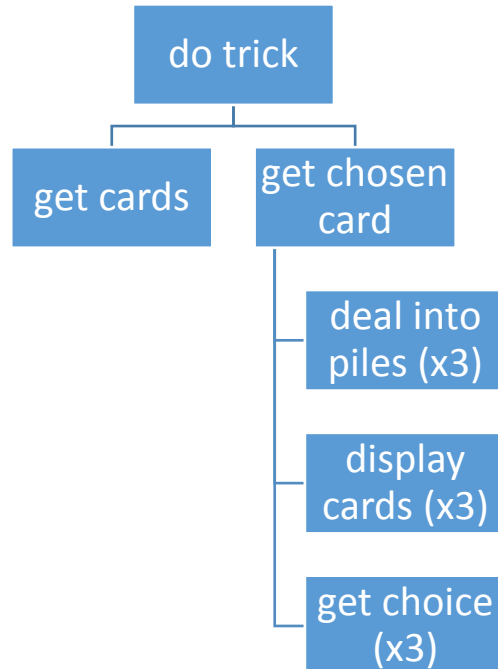 do trick
get cards
get chosen
card
deal into
piles (x3)
display
cards (x3)
get choice
(x3)